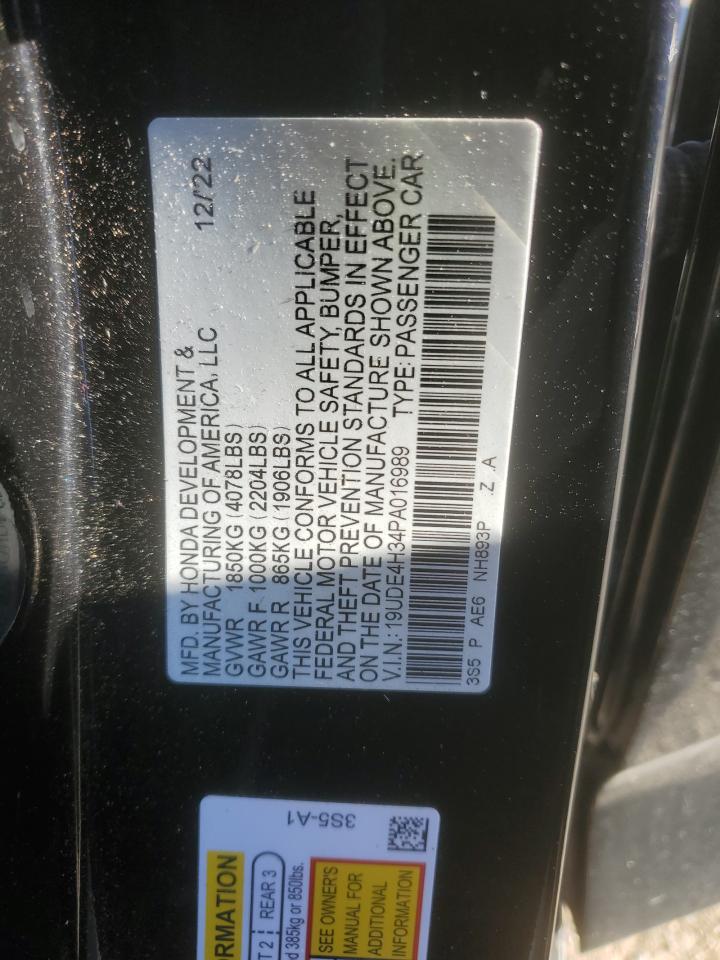 MFD. BY HONDA DEVELOPMENT &
MANUFACTURING OF AMERICA, LLC 12/22
GVWR 1850KG (4078LBS)
GAWR F 1000KG (2204LBS)
GAWR R 865KG (1906LBS)
THIS VEHICLE CONFORMS TO ALL APPLICABLE
FEDERAL MOTOR VEHICLE SAFETY, BUMPER,
AND THEFT PREVENTION STANDARDS IN EFFECT
ON THE DATE OF MANUFACTURE SHOWN ABOVE.
V.I.N.: 19UDE4H34PA016989 TYPE: PASSENGER CAR
3S5 P AE6 NH893P Z .A
3S5-A1
RMATION
T 2 REAR 3
d 385kg or 850lbs.
SEE OWNER'S
MANUAL FOR
ADDITIONAL
INFORMATION